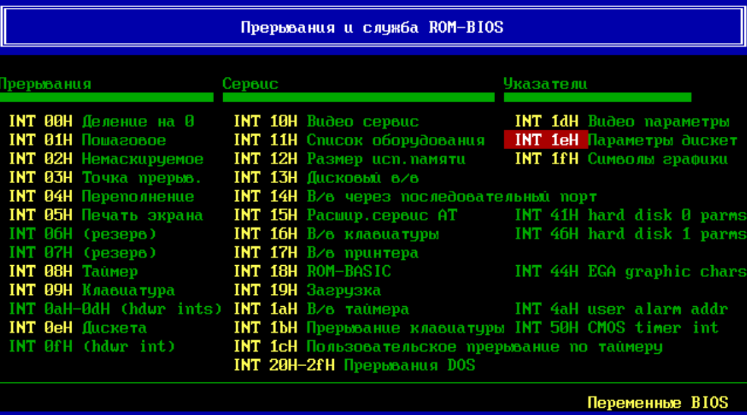 Прерывания и служба ROM-BIOS
Прерывания Сервис Указатели
INT 00H Деление на 0 INT 10H Видео сервис INT 1dH Видео параметры
INT 01H Пошаговое INT 11H Список оборудования INT 1eH Параметры дискет
INT 02H Немаскируемое INT 12H Размер исп.памяти INT 1fH Символы графики
INT 03H Точка прерыв. INT 13H Дисковый в/в
INT 04H Переполнение INT 14H В/в через последовательный порт
INT 05H Печать экрана INT 15H Расшир.сервис AT INT 41H hard disk 0 parms
INT 06H (резерв) INT 16H В/в клавиатуры INT 46H hard disk 1 parms
INT 07H (резерв) INT 17H В/в принтера
INT 08H Таймер INT 18H ROM-BASIC INT 44H EGA graphic chars
INT 09H Клавиатура INT 19H Загрузка
INT 0aH-0dH (hdwr ints) INT 1aH В/в таймера INT 4aH user alarm addr
INT 0eH Дискета INT 1bH Прерывание клавиатуры INT 50H CMOS timer int
INT 0fH (hdwr int) INT 1cH Пользовательское прерывание по таймеру
INT 20H-2fH Прерывания DOS
Переменные BIOS